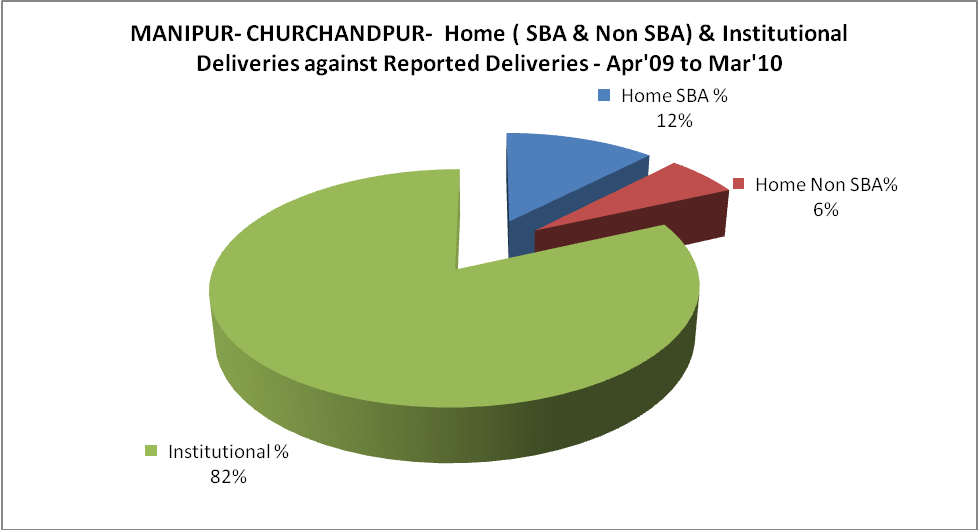 MANIPUR- CHURCHANDPUR- Home ( SBA & Non SBA) & Institutional
Deliveries against Reported Deliveries - Apr'09 to Mar'10
Home SBA %
12%
Home Non SBA%
6%
Institutional %
82%